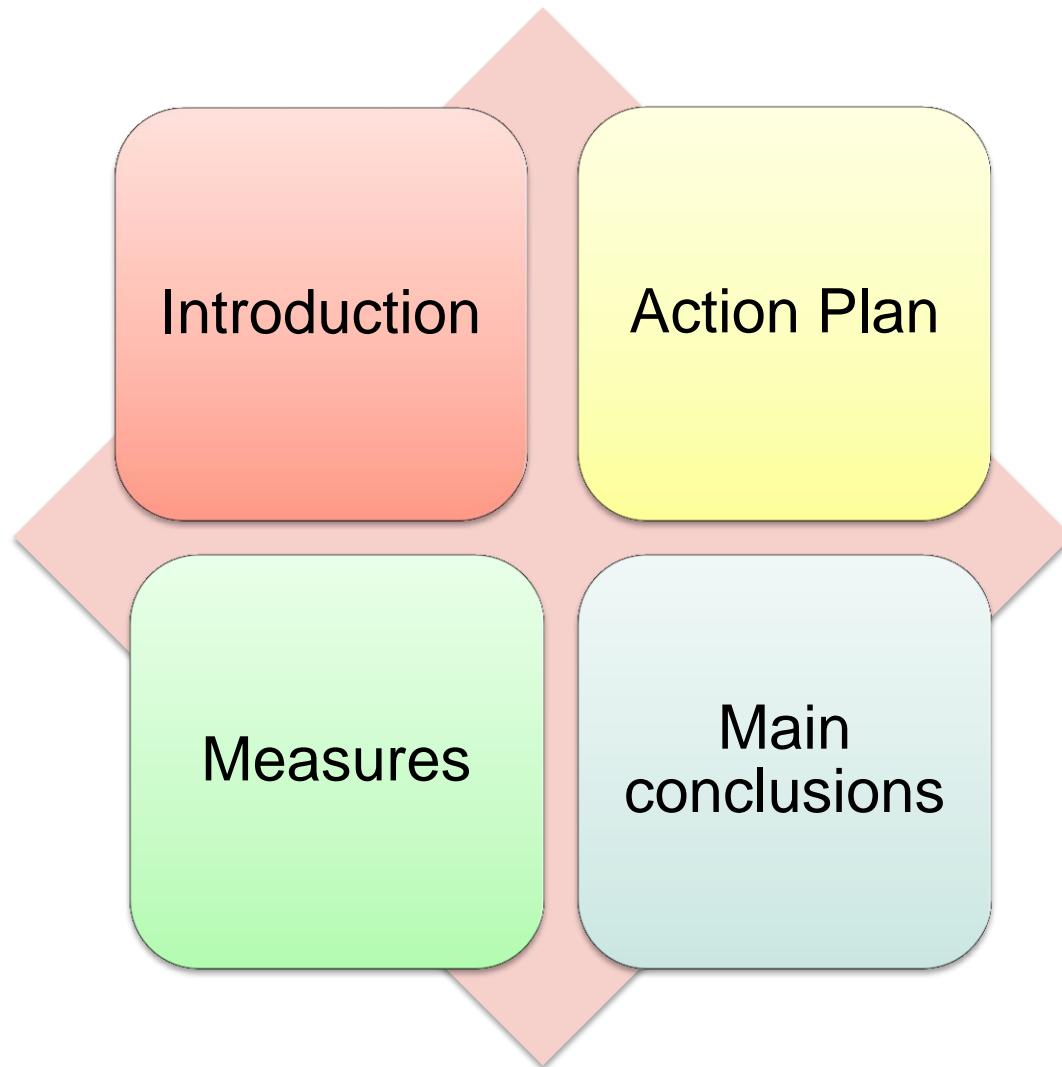 Introduction
Action Plan
Measures
Main
conclusions